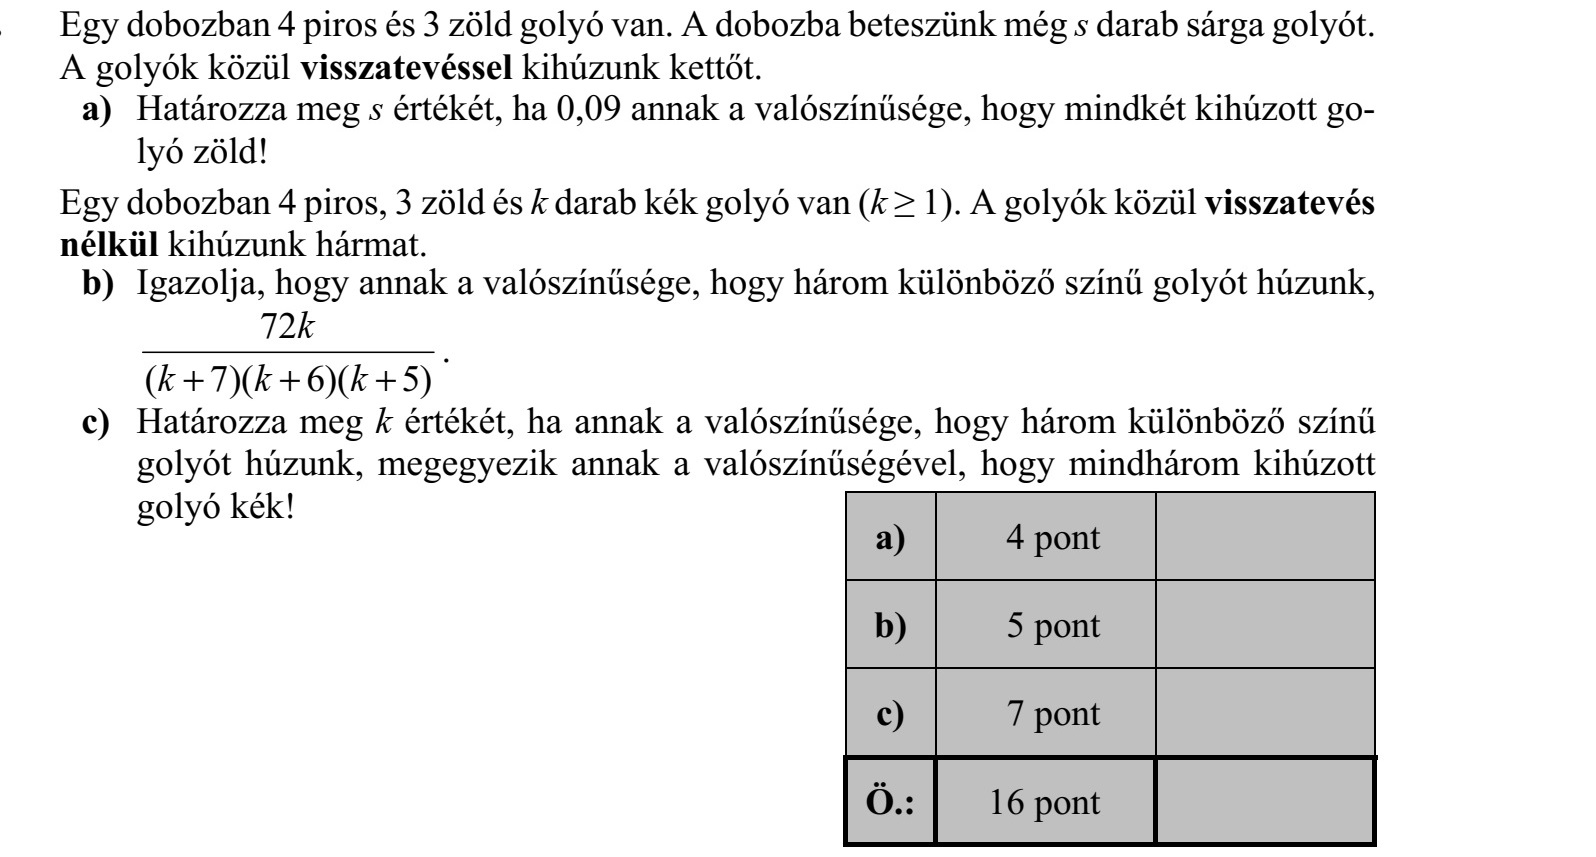 Egy dobozban 4 piros és 3 zöld golyó van. A dobozba beteszünk még s darab sárga golyót.
A golyók közül visszatevéssel kihúzunk kettőt.
a) Határozza meg s értékét, ha 0,09 annak a valószínűsége, hogy mindkét kihúzott go-
lyó zöld!
Egy dobozban 4 piros, 3 zöld és k darab kék golyó van (k ≥ 1). A golyók közül visszatevés
nélkül kihúzunk hármat.
b) Igazolja, hogy annak a valószínűsége, hogy három különböző színű golyót húzunk,
72k
(k+7)(k+6)(k+5) .
c) Határozza meg k értékét, ha annak a valószínűsége, hogy három különböző színű
golyót húzunk, megegyezik annak a valószínűségével, hogy mindhárom kihúzott
golyó kék!
a) 4 pont
b) 5 pont
c) 7 pont
Ö.: 16 pont